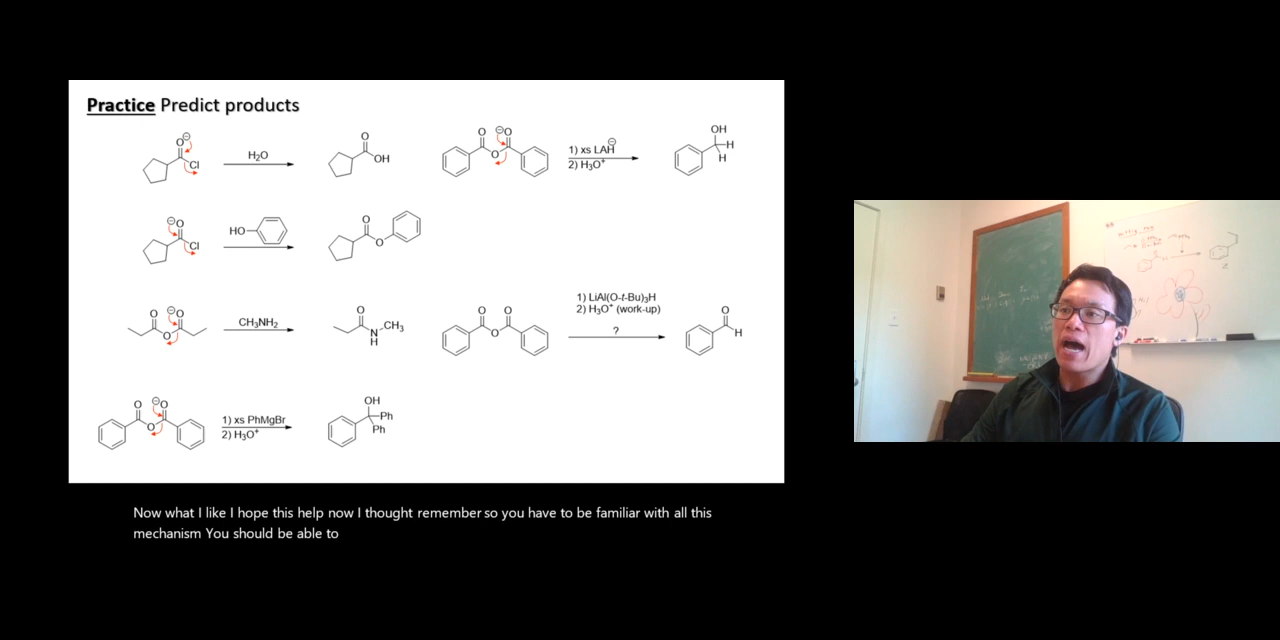 Practice Predict products
O⊖
Cl
H₂O
O
OH
O
⊖O
O
1) xs LAH⊖
2) H₃O⁺
OH
H
H
⊖O
Cl
HO
O
O
O
⊖O
O
CH₃NH₂
O
N
H
CH₃
O
O
O
1) LiAl(O-t-Bu)₃H
2) H₃O⁺ (work-up)
?
O
H
O
⊖O
O
1) xs PhMgBr
2) H₃O⁺
OH
Ph
Ph
Now what I like I hope this help now I thought remember so you have to be familiar with all this
mechanism You should be able to